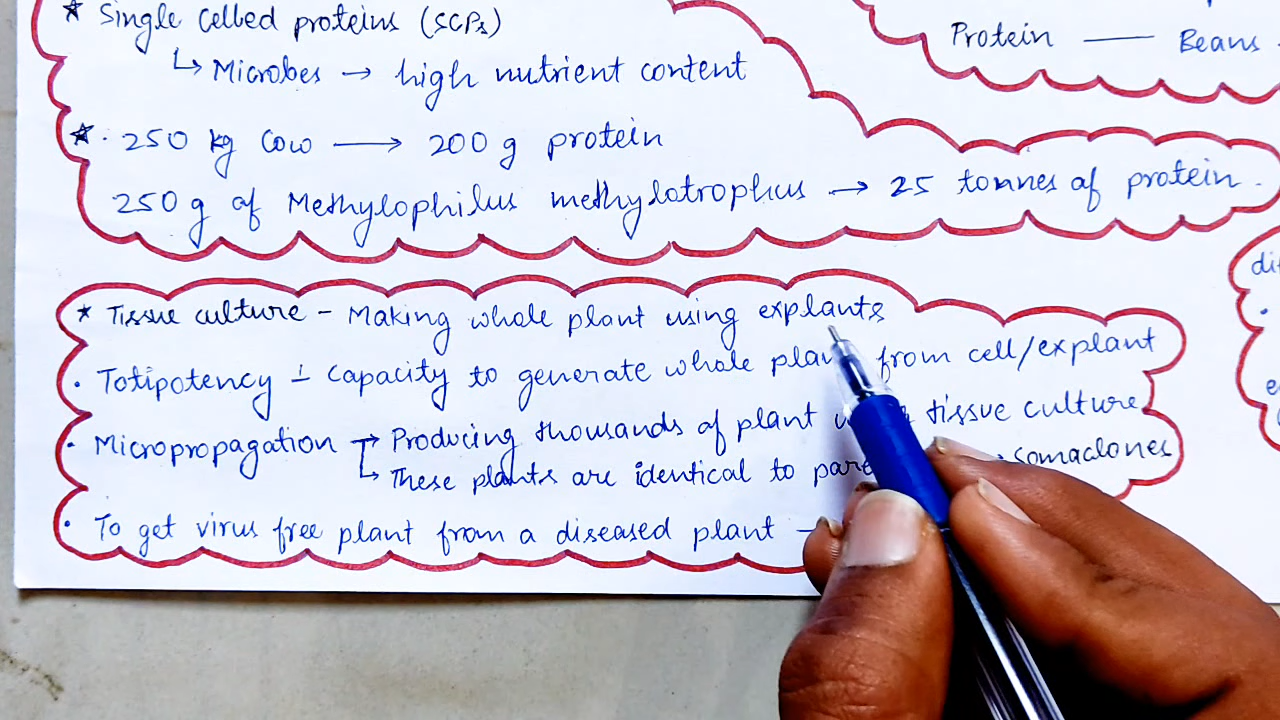 ★ Single celled proteins (SCPs)
↳ Microbes → high nutrient content
★. 250 kg Cow → 200 g protein
250 g of Methylophilus methylotrophus → 25 tonnes of protein.
Protein — Beans
★ Tissue culture - Making whole plant using explants
• Totipotency - Capacity to generate whole plan from cell/explant
• Micropropagation → Producing thousands of plant tissue culture
↳ These plants are identical to → somaclones
• To get virus free plant from a diseased plant -